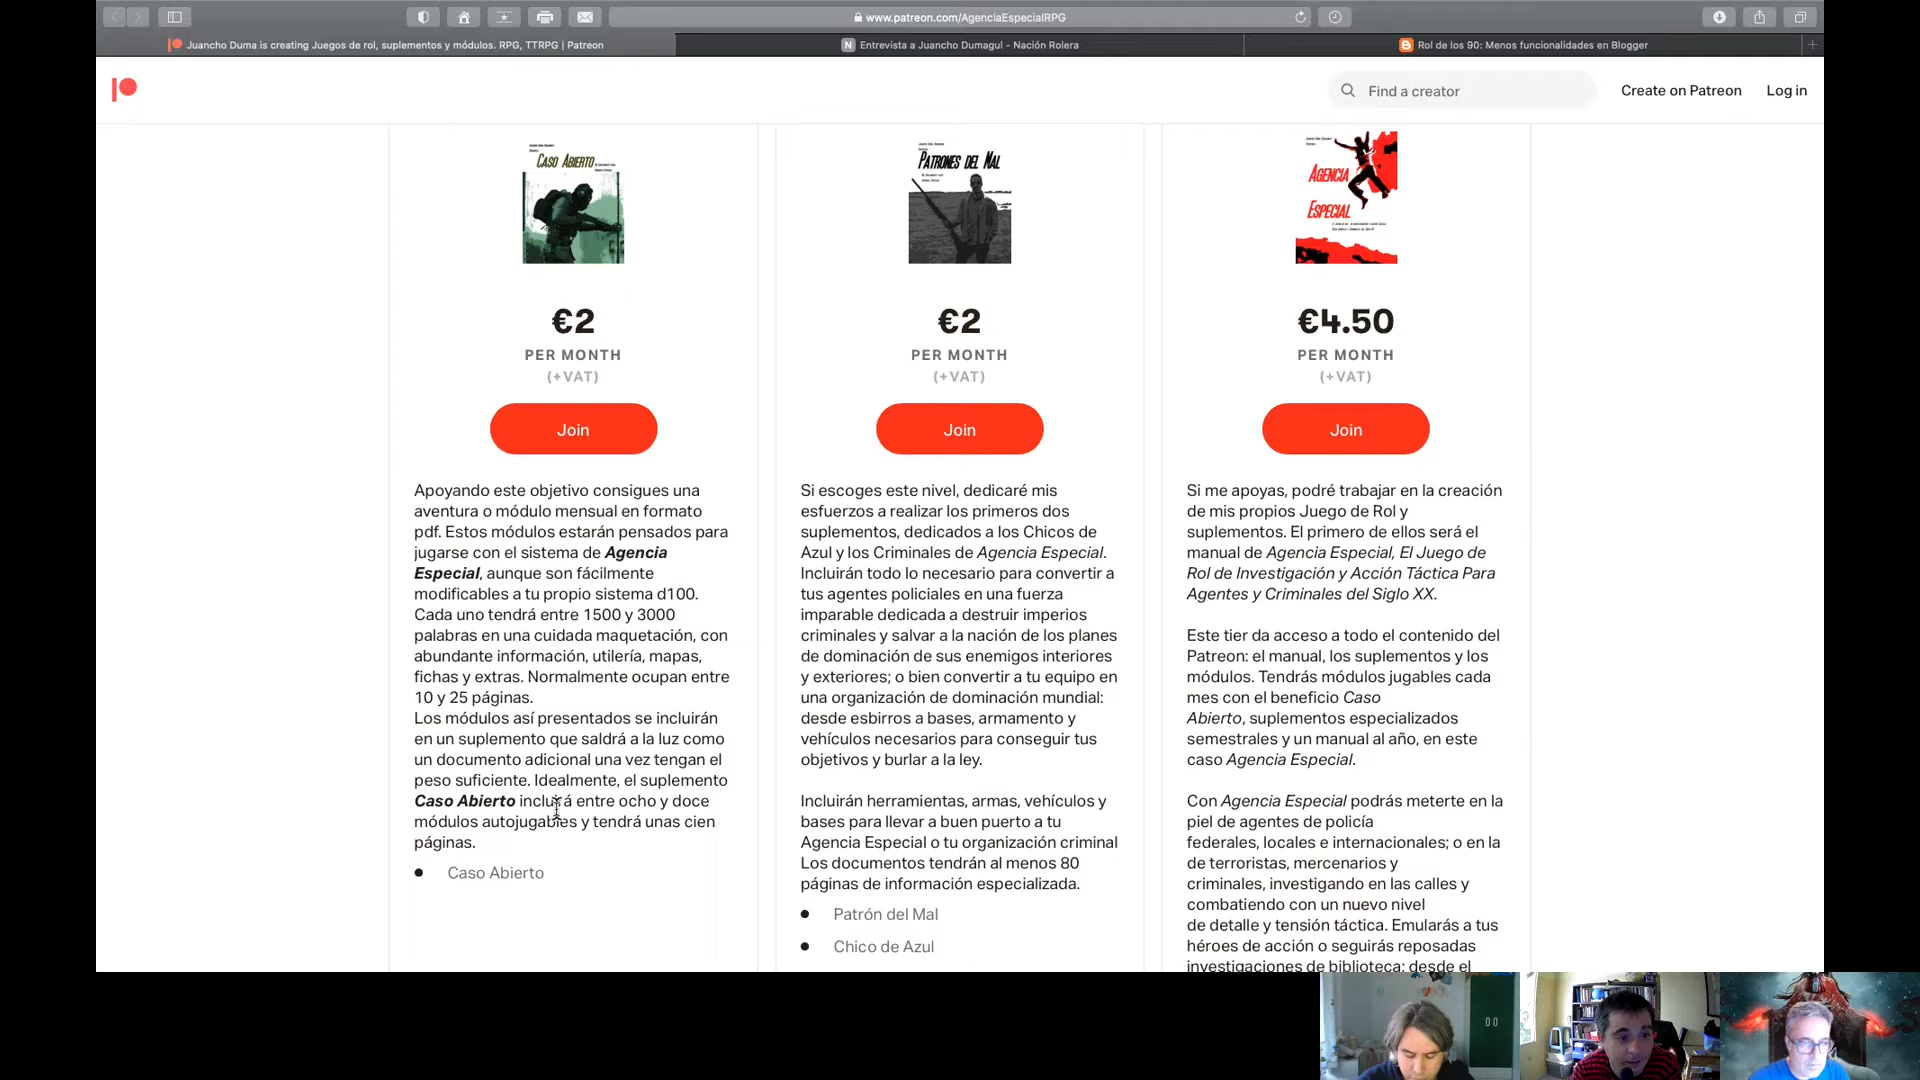 www.patreon.com/AgenciaEspecialRPG
Juancho Duma is creating Juegos de rol, suplementos y módulos. RPG, TTRPG | Patreon
Entrevista a Juancho Dumagul - Nación Rolera
Rol de los 90: Menos funcionalidades en Blogger
Find a creator
Create on Patreon
Log in
CASO ABIERTO
€2
PER MONTH
(+VAT)
Join
Apoyando este objetivo consigues una
aventura o módulo mensual en formato
pdf. Estos módulos estarán pensados para
jugarse con el sistema de Agencia
Especial, aunque son fácilmente
modificables a tu propio sistema d100.
Cada uno tendrá entre 1500 y 3000
palabras en una cuidada maquetación, con
abundante información, utilería, mapas,
fichas y extras. Normalmente ocupan entre
10 y 25 páginas.
Los módulos así presentados se incluirán
en un suplemento que saldrá a la luz como
un documento adicional una vez tengan el
peso suficiente. Idealmente, el suplemento
Caso Abierto incluirá entre ocho y doce
módulos autojugables y tendrá unas cien
páginas.
Caso Abierto
PATRONES DEL MAL
€2
PER MONTH
(+VAT)
Join
Si escoges este nivel, dedicaré mis
esfuerzos a realizar los primeros dos
suplementos, dedicados a los Chicos de
Azul y los Criminales de Agencia Especial.
Incluirán todo lo necesario para convertir a
tus agentes policiales en una fuerza
imparable dedicada a destruir imperios
criminales y salvar a la nación de los planes
de dominación de sus enemigos interiores
y exteriores; o bien convertir a tu equipo en
una organización de dominación mundial:
desde esbirros a bases, armamento y
vehículos necesarios para conseguir tus
objetivos y burlar a la ley.
Incluirán herramientas, armas, vehículos y
bases para llevar a buen puerto a tu
Agencia Especial o tu organización criminal
Los documentos tendrán al menos 80
páginas de información especializada.
Patrón del Mal
Chico de Azul
AGENCIA
ESPECIAL
€4.50
PER MONTH
(+VAT)
Join
Si me apoyas, podré trabajar en la creación
de mis propios Juego de Rol y
suplementos. El primero de ellos será el
manual de Agencia Especial, El Juego de
Rol de Investigación y Acción Táctica Para
Agentes y Criminales del Siglo XX.
Este tier da acceso a todo el contenido del
Patreon: el manual, los suplementos y los
módulos. Tendrás módulos jugables cada
mes con el beneficio Caso
Abierto, suplementos especializados
semestrales y un manual al año, en este
caso Agencia Especial.
Con Agencia Especial podrás meterte en la
piel de agentes de policía
federales, locales e internacionales; o en la
de terroristas, mercenarios y
criminales, investigando en las calles y
combatiendo con un nuevo nivel
de detalle y tensión táctica. Emularás a tus
héroes de acción o seguirás reposadas
investigaciones de biblioteca; desde el